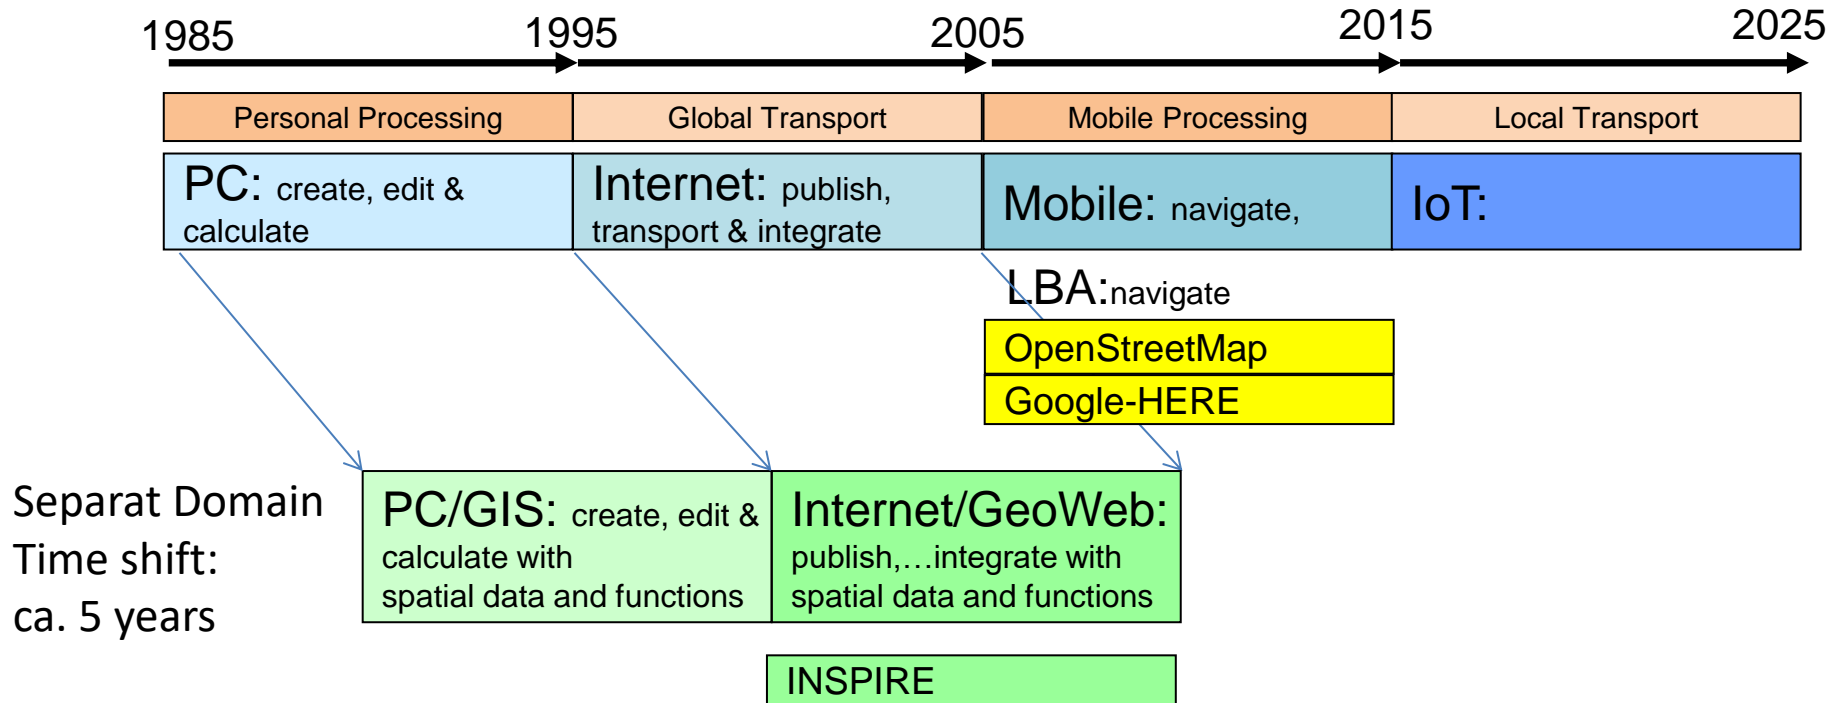 1985 1995 2005 2015 2025
Personal Processing Global Transport Mobile Processing Local Transport
PC: create, edit &
calculate
Internet: publish,
transport & integrate
Mobile: navigate,
IoT:
LBA:navigate
OpenStreetMap
Google-HERE
Separat Domain
Time shift:
ca. 5 years
PC/GIS: create, edit &
calculate with
spatial data and functions
Internet/GeoWeb:
publish,…integrate with
spatial data and functions
INSPIRE